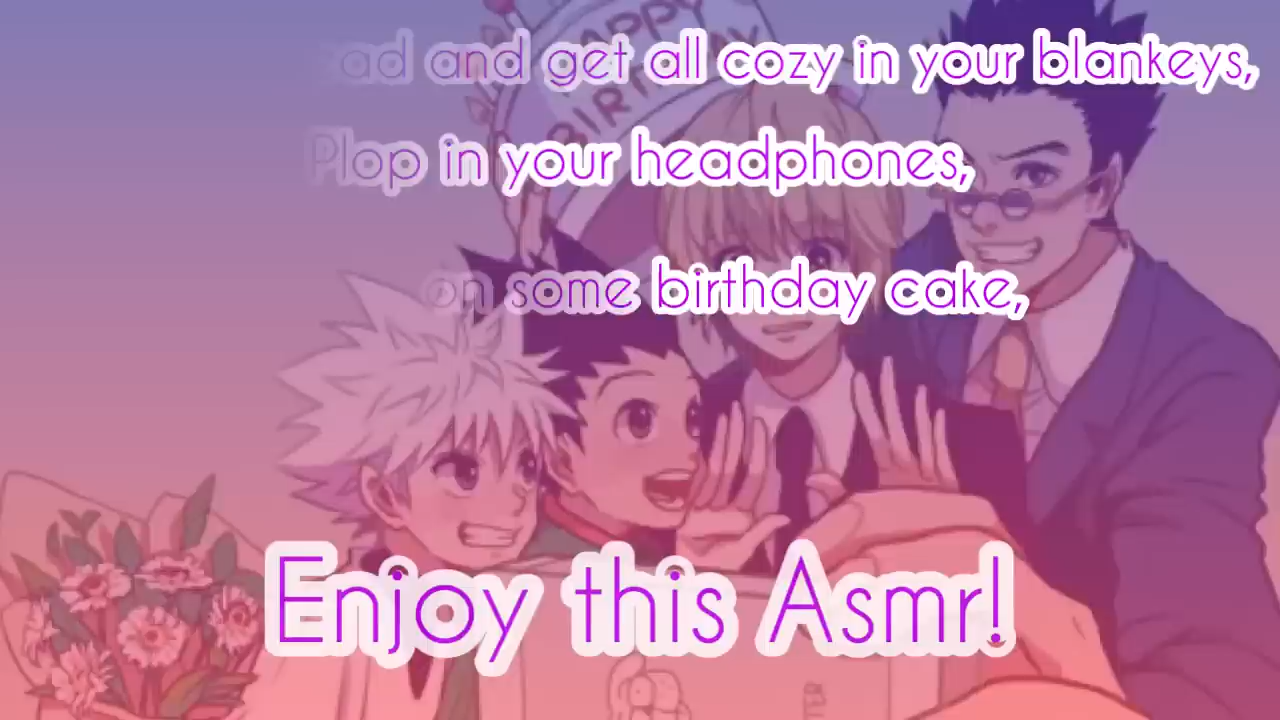 HAPPY
BIRTHDAY
and get all cozy in your blankeys,
Plop in your headphones,
on some birthday cake,
Enjoy this Asmr!